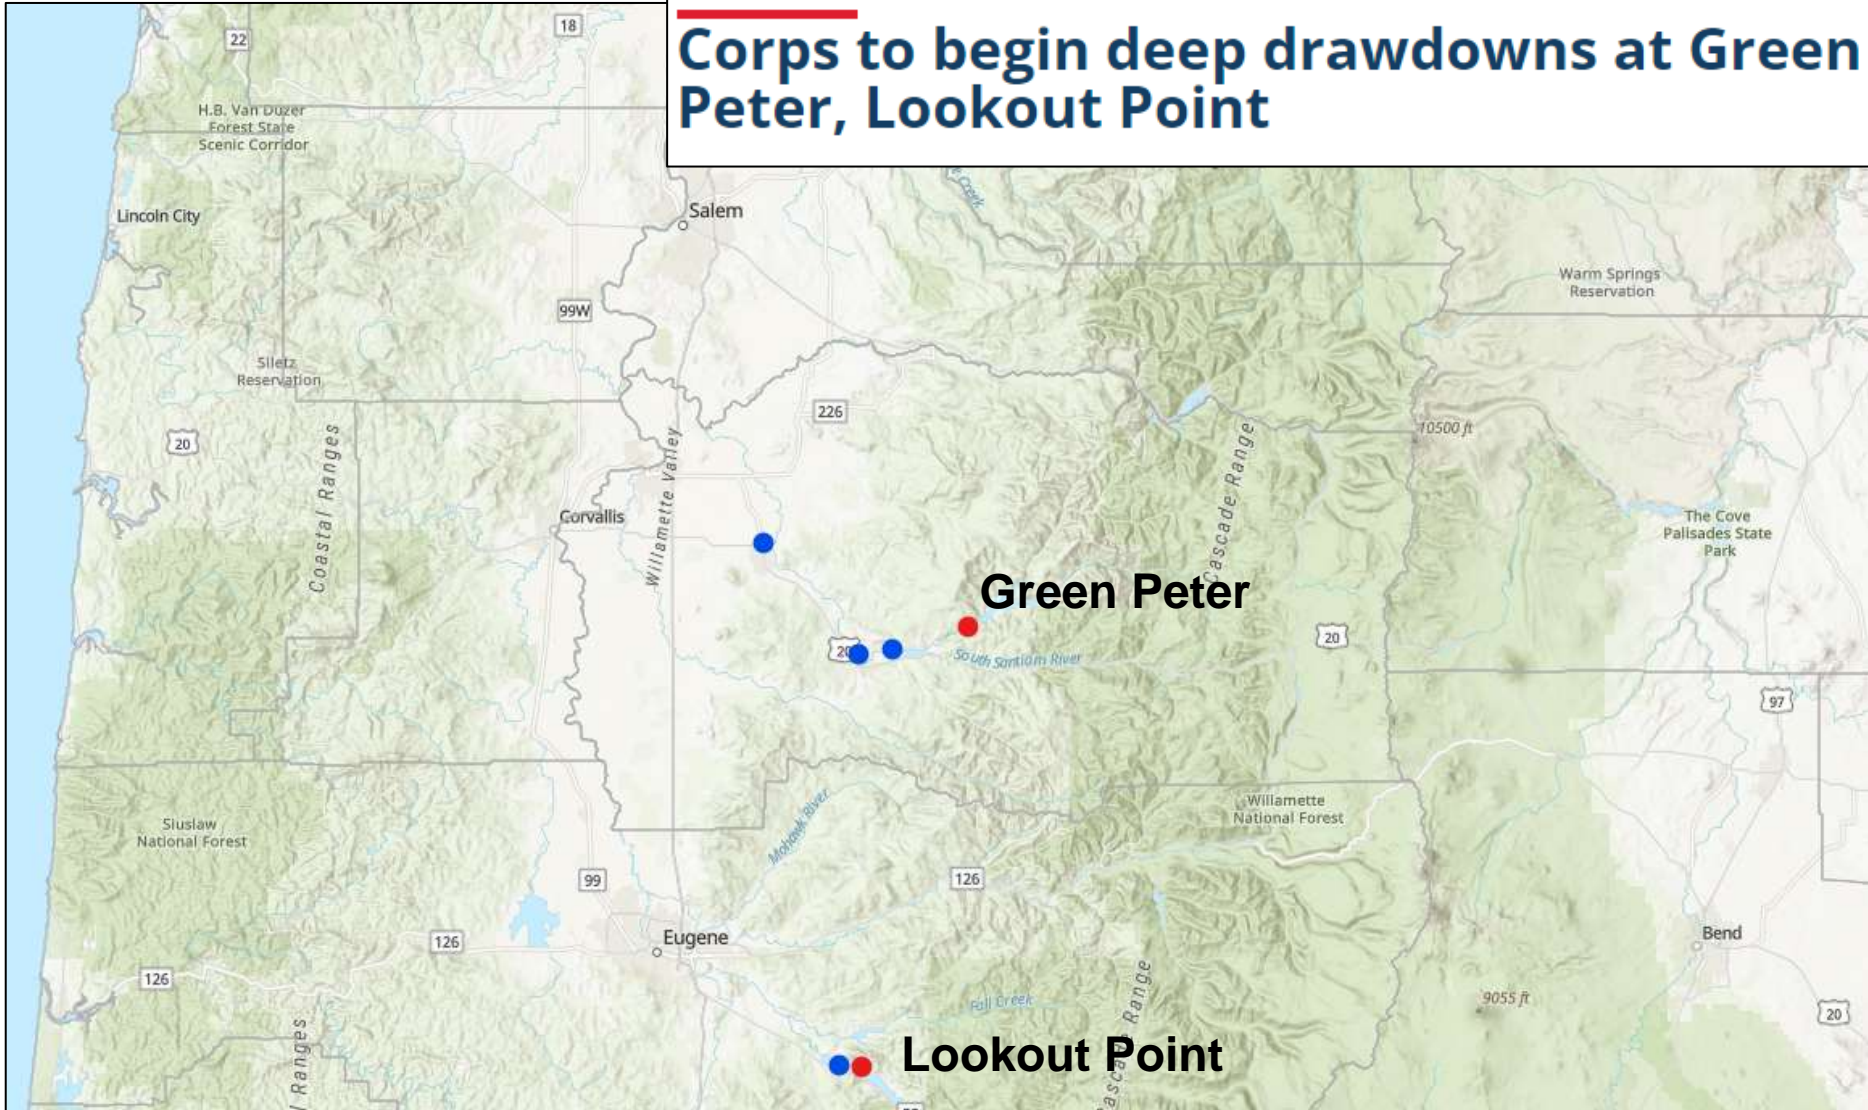 Corps to begin deep drawdowns at Green
Peter, Lookout Point
22
18
H.B. Van Duzer
Forest State
Scenic Corridor
Lincoln City
Salem
Warm Springs
Reservation
99W
Siletz
Reservation
226
10500 ft
20
Coastal Ranges
Willamette Valley
Cascade Range
Corvallis
The Cove
Palisades State
Park
Green Peter
20
20
South Santiam River
97
Willamette
National Forest
Mohawk River
Siuslaw
National Forest
99
126
126
Eugene
Bend
126
Fall Creek
9055 ft
20
Cascade Range
Ranges
Lookout Point